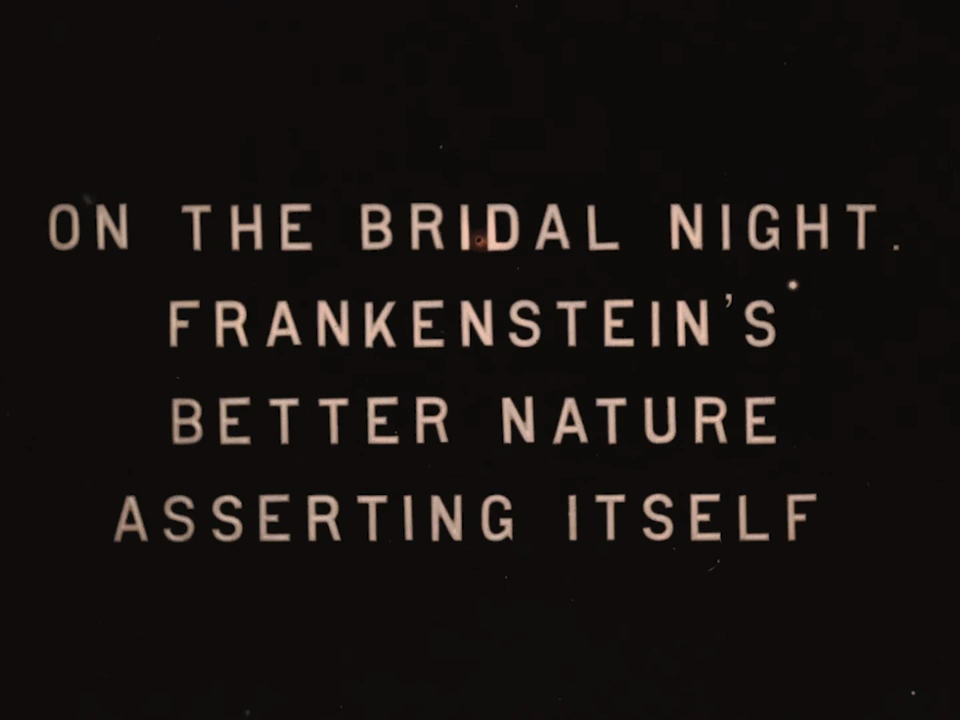 ON THE BRIDAL NIGHT.
FRANKENSTEIN'S
BETTER NATURE
ASSERTING ITSELF